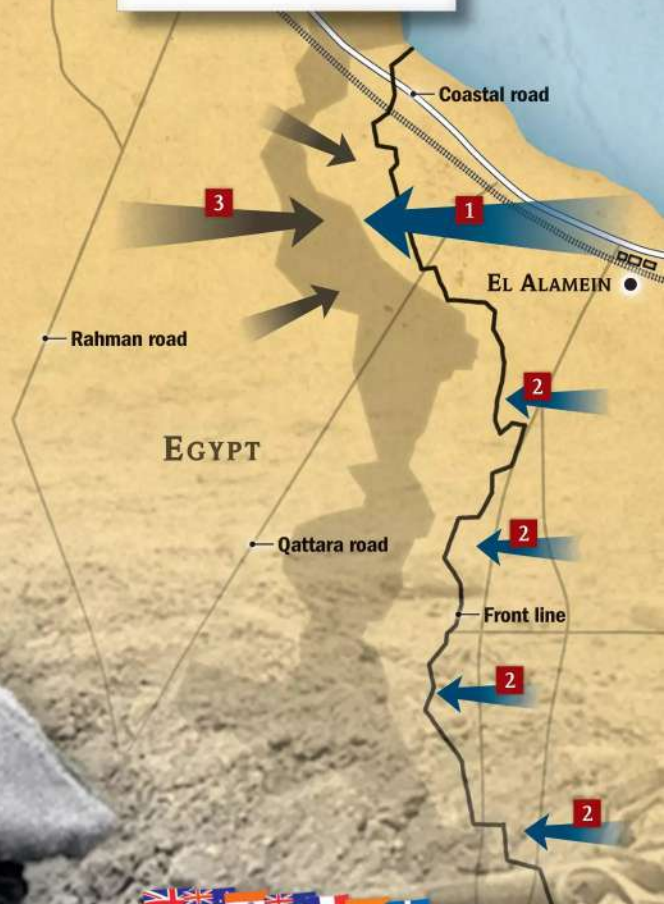 Coastal road
3
1
EL ALAMEIN
Rahman road
2
EGYPT
2
Qattara road
Front line
2
2